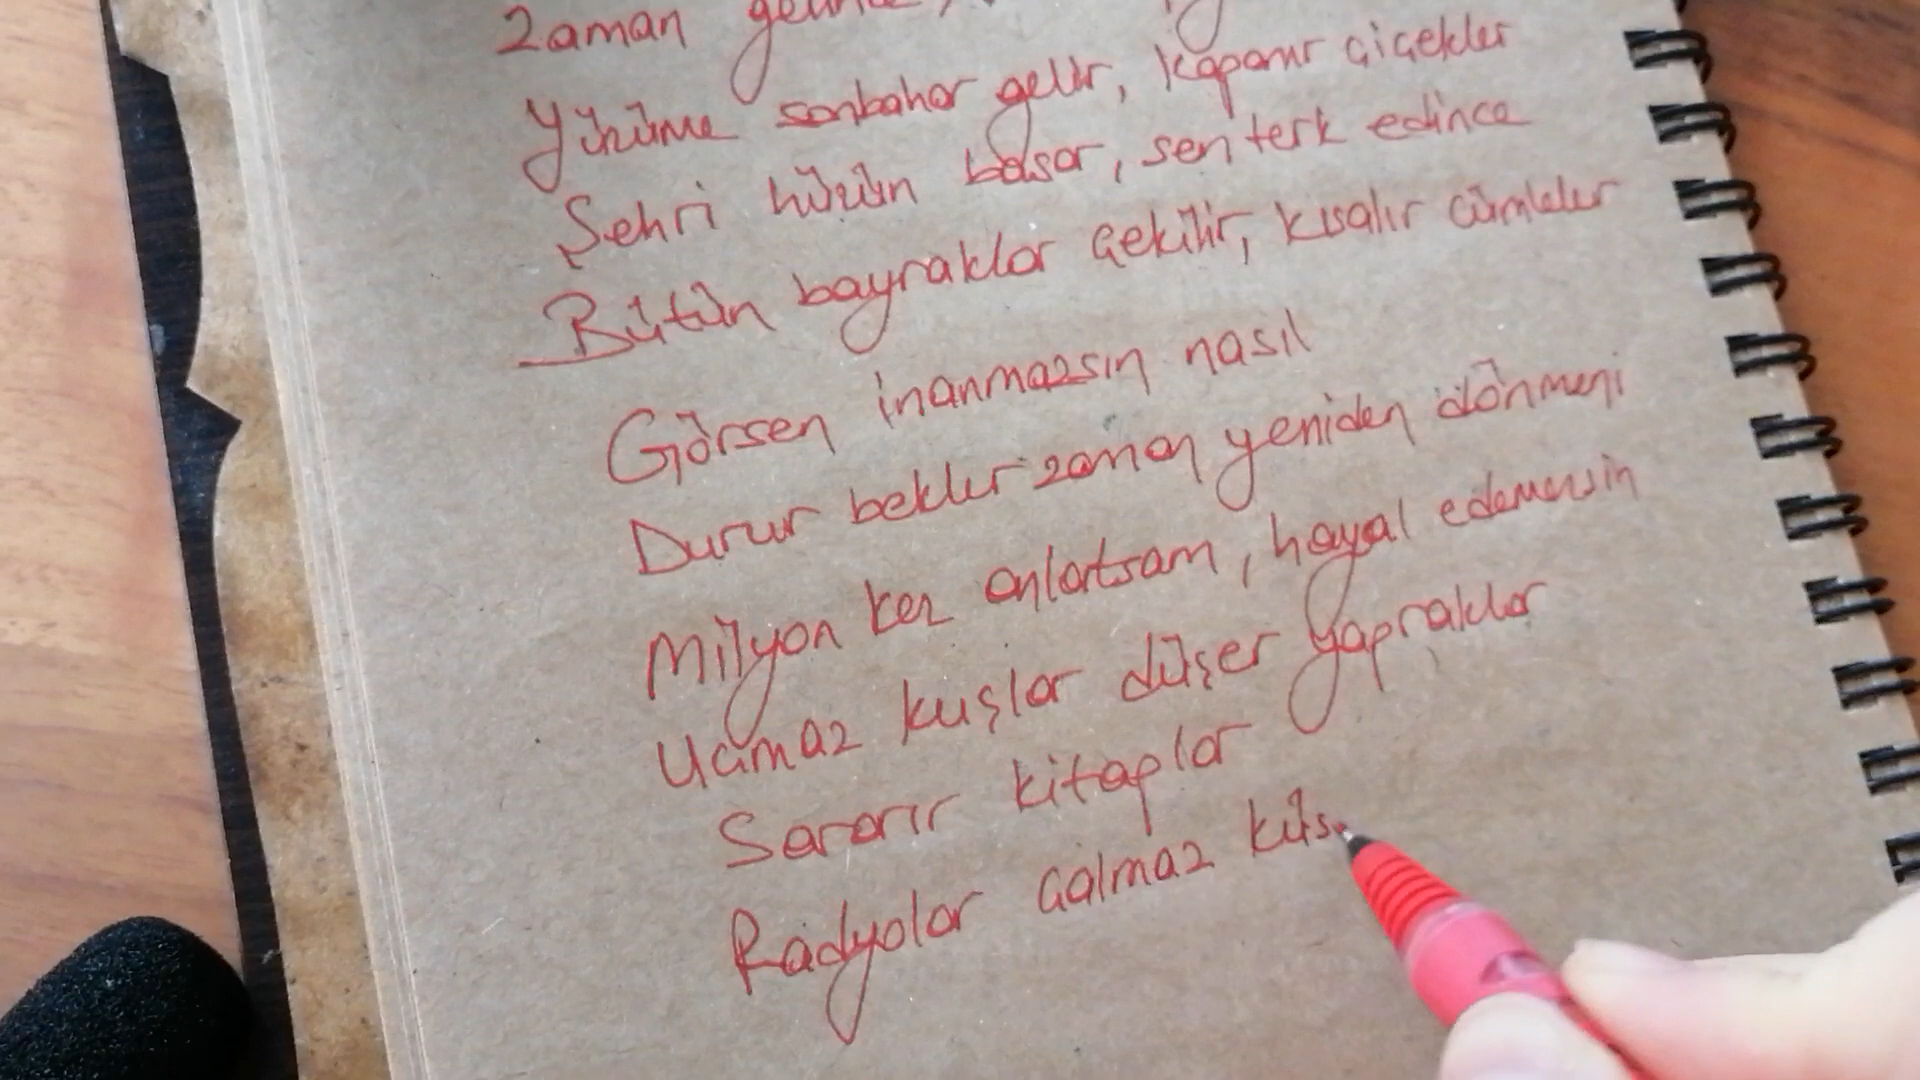 Zaman gelince,
Yüzüme sonbahar gelir, kapanır çiçekler
Şehri hüzün basar, sen terk edince
Bütün bayraklar çekilir, kısalır cümleler
Görsen inanmazsın nasıl
Durur bekler zaman yeniden dönmeni
Milyon kez anlatsam, hayal edemezsin
Uçmaz kuşlar düşer yapraklar
Sararır kitaplar
Radyolar çalmaz küs